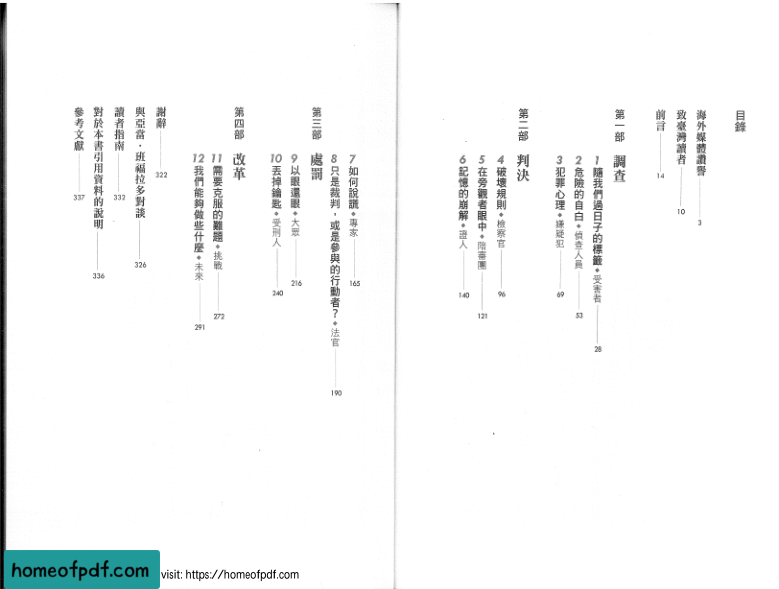 目錄
海外媒體讚譽 3
致臺灣讀者 10
前言 14
第一部 調查
1 隨我們過日子的標籤◆受害者 28
2 危險的自白◆偵查人員 53
3 犯罪心理◆嫌疑犯 69
第二部 判決
4 破壞規則◆檢察官 96
5 在旁觀者眼中◆陪審團 121
6 記憶的崩解◆證人 140
7 如何說謊◆專家 165
8 只是裁判,或是參與的行動者?◆法官 190
第三部 處罰
9 以眼還眼◆大眾 216
10 丟掉鑰匙◆受刑人 240
第四部 改革
11 需要克服的難題◆挑戰 272
12 我們能夠做些什麼◆未來 291
謝辭 322
與亞當・班福拉多對談 326
讀者指南 332
對於本書引用資料的說明 336
參考文獻 337
homeofpdf.com
visit: https://homeofpdf.com